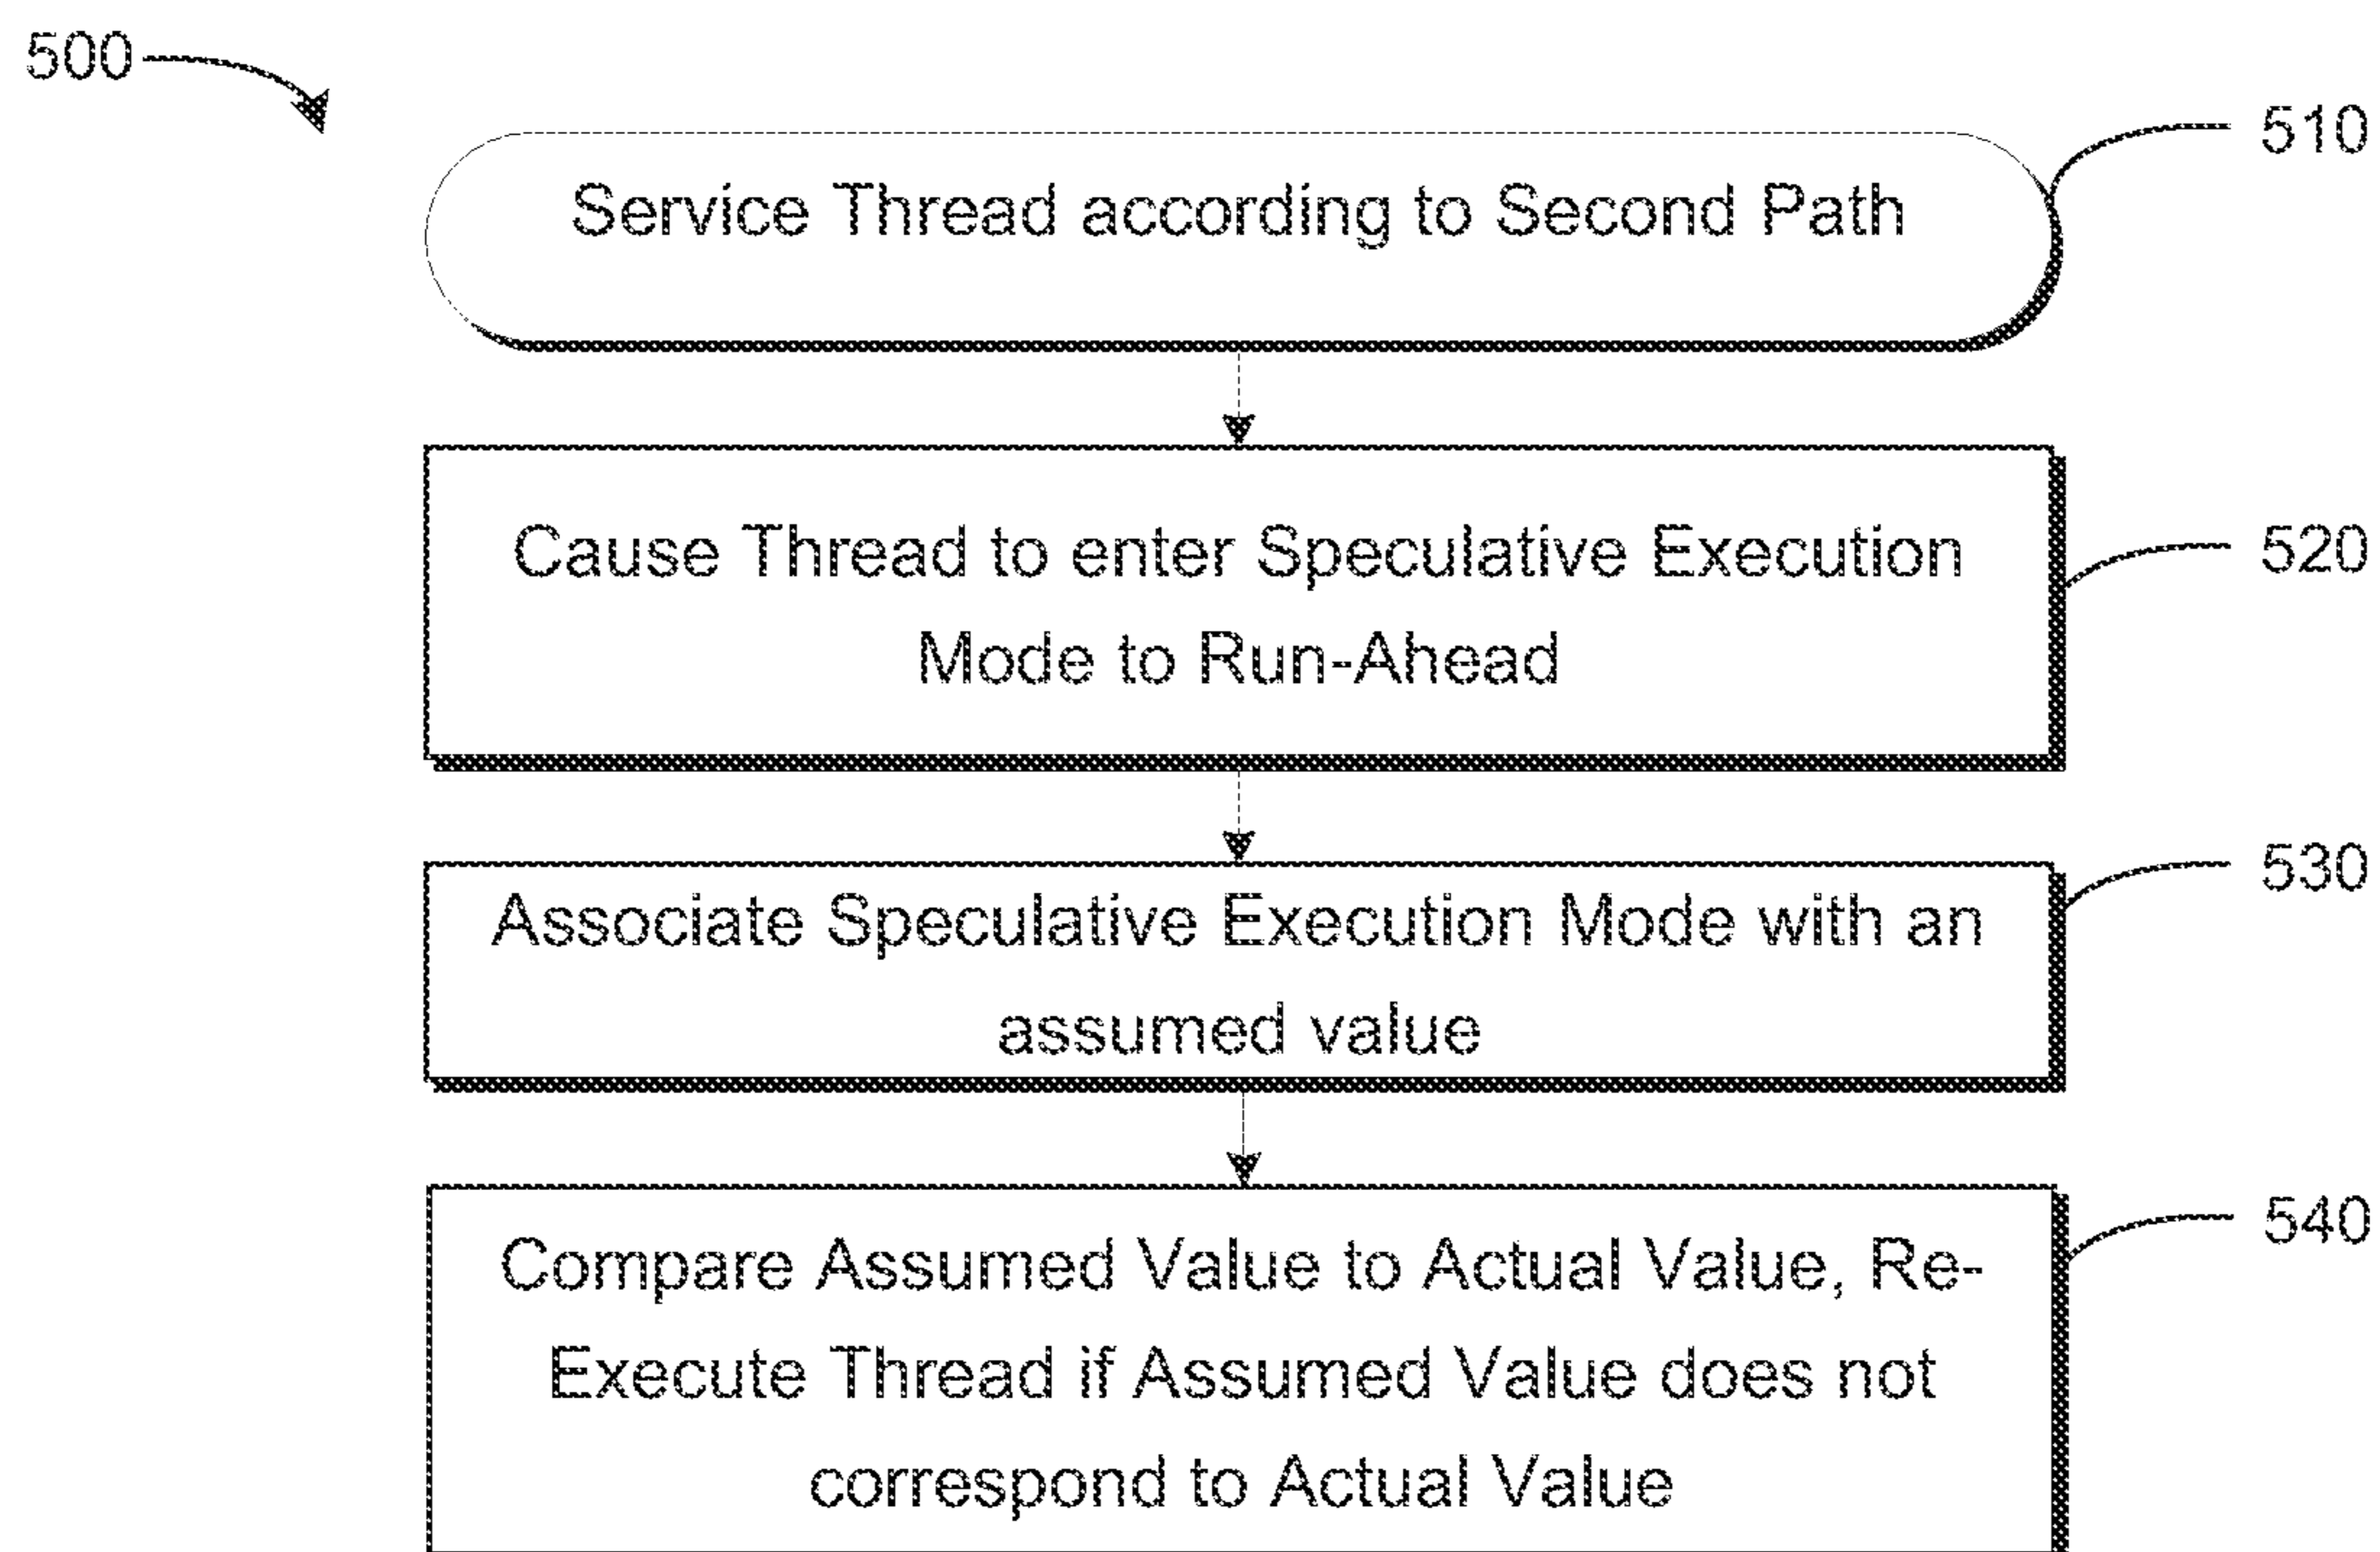 500
510
Service Thread according to Second Path
520
Cause Thread to enter Speculative Execution
Mode to Run-Ahead
530
Associate Speculative Execution Mode with an
assumed value
540
Compare Assumed Value to Actual Value, Re-
Execute Thread if Assumed Value does not
correspond to Actual Value